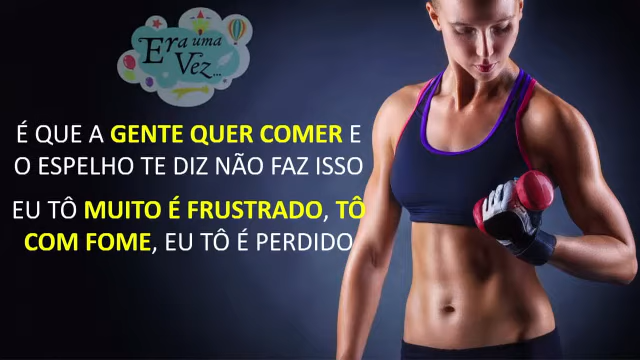 Era uma
Vez...
É QUE A GENTE QUER COMER E
O ESPELHO TE DIZ NÃO FAZ ISSO
EU TÔ MUITO É FRUSTRADO, TÔ
COM FOME, EU TÔ É PERDIDO